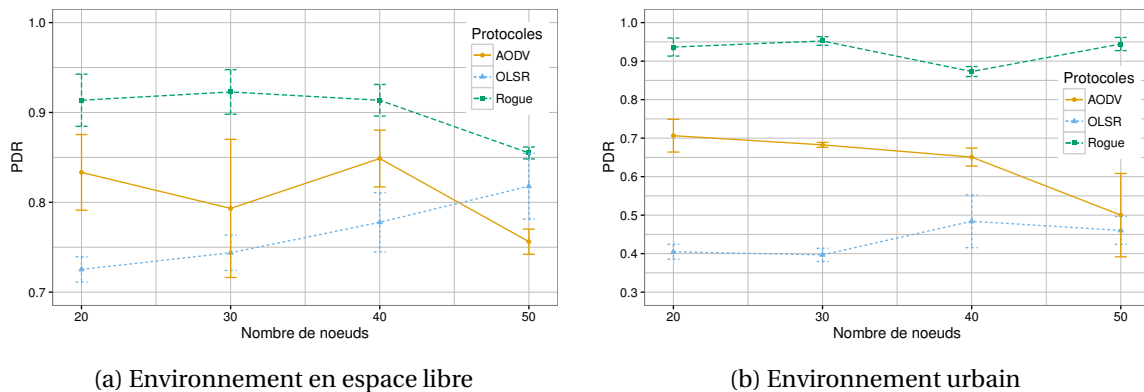 1.0
0.9
0.8
0.7
PDR
20
30
40
50
Nombre de noeuds
Protocoles
AODV
OLSR
Rogue
(a) Environnement en espace libre
1.0
0.9
0.8
0.7
0.6
0.5
0.4
0.3
PDR
20
30
40
50
Nombre de noeuds
Protocoles
AODV
OLSR
Rogue
(b) Environnement urbain